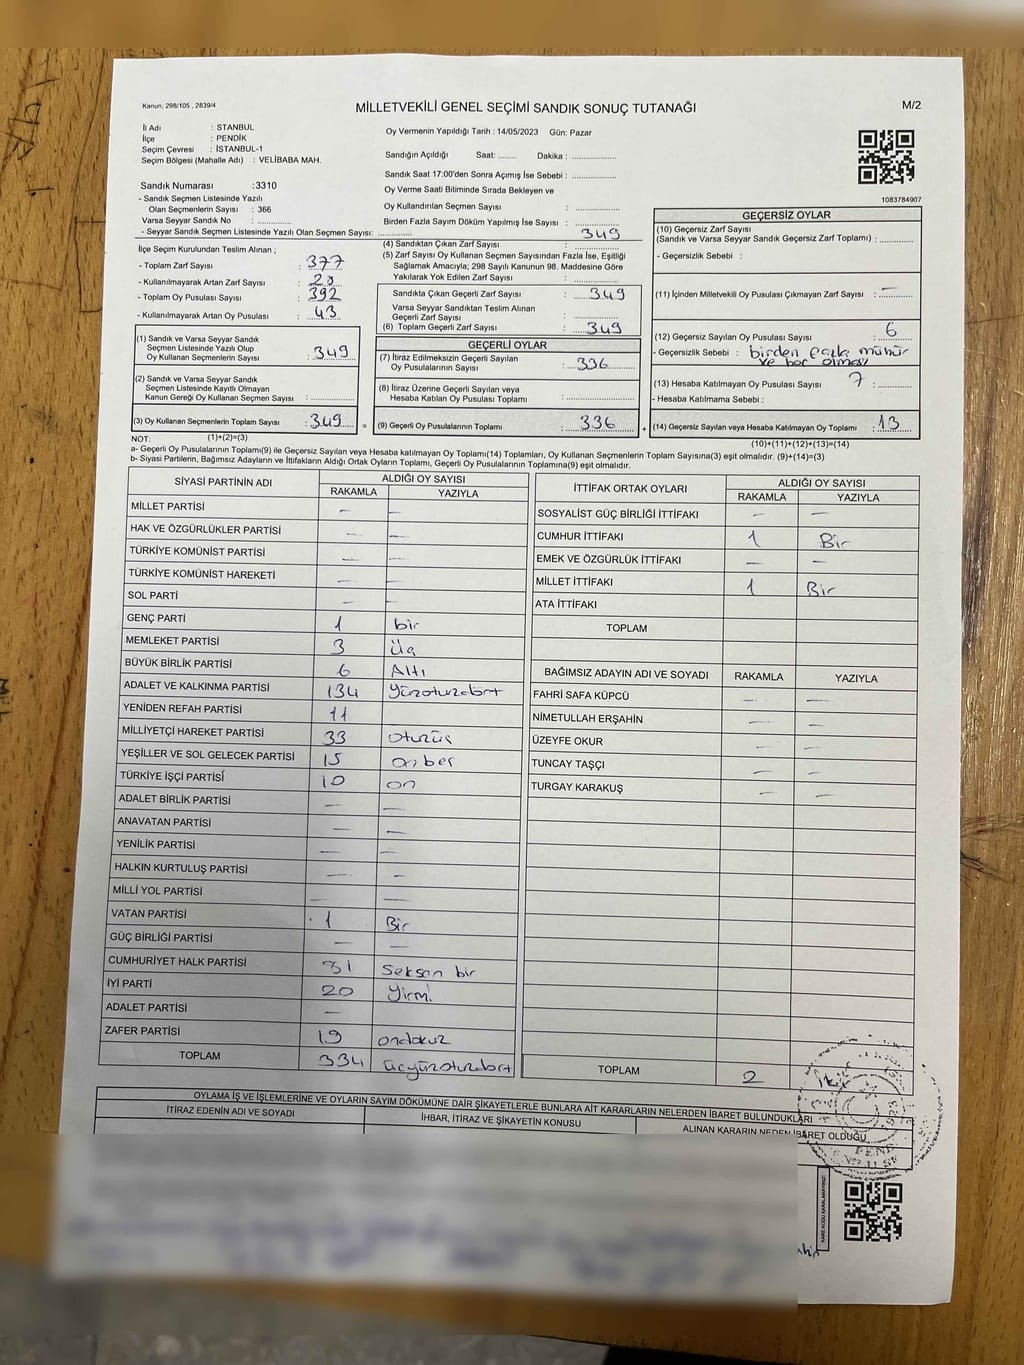 Kanun; 298/105 , 2839/4
MİLLETVEKİLİ GENEL SEÇİMİ SANDIK SONUÇ TUTANAĞI
M/2
İl Adı : STANBUL
İlçe : PENDİK
Seçim Çevresi : İSTANBUL-1
Seçim Bölgesi (Mahalle Adı) : VELİBABA MAH.
Oy Vermenin Yapıldığı Tarih : 14/05/2023 Gün: Pazar
Sandığın Açıldığı Saat: ........ Dakika : ..................
Sandık Saat 17:00'den Sonra Açımış İse Sebebi : ..................
Oy Verme Saati Bitiminde Sırada Bekleyen ve
Oy Kullandırılan Seçmen Sayısı : ..................
Birden Fazla Sayım Döküm Yapılmış İse Sayısı : ..................
1083784907
Sandık Numarası :3310
- Sandık Seçmen Listesinde Yazılı
Olan Seçmenlerin Sayısı : 366
Varsa Seyyar Sandık No : ..............
- Seyyar Sandık Seçmen Listesinde Yazılı Olan Seçmen Sayısı: ..............
İlçe Seçim Kurulundan Teslim Alınan ;
- Toplam Zarf Sayısı : 377
- Kullanılmayarak Artan Zarf Sayısı : 28
- Toplam Oy Pusulası Sayısı : 392
- Kullanılmayarak Artan Oy Pusulası : 43
(1) Sandık ve Varsa Seyyar Sandık
Seçmen Listesinde Yazılı Olup
Oy Kullanan Seçmenlerin Sayısı : 349
(2) Sandık ve Varsa Seyyar Sandık
Seçmen Listesinde Kayıtlı Olmayan
Kanun Gereği Oy Kullanan Seçmen Sayısı : ..............
(3) Oy Kullanan Seçmenlerin Toplam Sayısı : 349
(1)+(2)=(3)
(4) Sandıktan Çıkan Zarf Sayısı : 349
(5) Zarf Sayısı Oy Kullanan Seçmen Sayısından Fazla İse, Eşitliği
Sağlamak Amacıyla; 298 Sayılı Kanunun 98. Maddesine Göre
Yakılarak Yok Edilen Zarf Sayısı : ..............
Sandıkta Çıkan Geçerli Zarf Sayısı : 349
Varsa Seyyar Sandıktan Teslim Alınan
Geçerli Zarf Sayısı : ..............
(6) Toplam Geçerli Zarf Sayısı : 349
GEÇERLİ OYLAR
(7) İtiraz Edilmeksizin Geçerli Sayılan
Oy Pusulalarının Sayısı : 336
(8) İtiraz Üzerine Geçerli Sayılan veya
Hesaba Katılan Oy Pusulası Toplamı : ..............
= (9) Geçerli Oy Pusulalarının Toplamı : 336 +
GEÇERSİZ OYLAR
(10) Geçersiz Zarf Sayısı
(Sandık ve Varsa Seyyar Sandık Geçersiz Zarf Toplamı) : ..............
- Geçersizlik Sebebi :
(11) İçinden Milletvekili Oy Pusulası Çıkmayan Zarf Sayısı : —
(12) Geçersiz Sayılan Oy Pusulası Sayısı : 6
- Geçersizlik Sebebi : birden fazla mühür
ve boş olması
(13) Hesaba Katılmayan Oy Pusulası Sayısı 7 : ..............
- Hesaba Katılmama Sebebi :
(14) Geçersiz Sayılan veya Hesaba Katılmayan Oy Toplamı : 13
(10)+(11)+(12)+(13)=(14)
NOT:
a- Geçerli Oy Pusulaların Toplamı(9) ile Geçersiz Sayılan veya Hesaba katılmayan Oy Toplamı(14) Toplamları, Oy Kullanan Seçmenlerin Toplam Sayısına(3) eşit olmalıdır. (9)+(14)=(3)
b- Siyasi Partilerin, Bağımsız Adayların ve İttifakların Aldığı Ortak Oyların Toplamı, Geçerli Oy Pusulalarının Toplamına(9) eşit olmalıdır.
SİYASİ PARTİNİN ADI ALDIĞI OY SAYISI
RAKAMLA YAZIYLA
MİLLET PARTİSİ — —
HAK VE ÖZGÜRLÜKLER PARTİSİ — —
TÜRKİYE KOMÜNİST PARTİSİ — —
TÜRKİYE KOMÜNİST HAREKETİ — —
SOL PARTİ — —
GENÇ PARTİ 1 bir
MEMLEKET PARTİSİ 3 Üç
BÜYÜK BİRLİK PARTİSİ 6 Altı
ADALET VE KALKINMA PARTİSİ 134 Yüzotuzdört
YENİDEN REFAH PARTİSİ 11
MİLLİYETÇİ HAREKET PARTİSİ 33 otuzüç
YEŞİLLER VE SOL GELECEK PARTİSİ 15 on beş
TÜRKİYE İŞÇİ PARTİSİ 10 on
ADALET BİRLİK PARTİSİ — —
ANAVATAN PARTİSİ — —
YENİLİK PARTİSİ — —
HALKIN KURTULUŞ PARTİSİ — —
MİLLİ YOL PARTİSİ — —
VATAN PARTİSİ 1 Bir
GÜÇ BİRLİĞİ PARTİSİ — —
CUMHURİYET HALK PARTİSİ 81 Seksan bir
İYİ PARTİ 20 Yirmi
ADALET PARTİSİ —
ZAFER PARTİSİ 19 ondokuz
TOPLAM 334 üçyüzotuzdört
İTTİFAK ORTAK OYLARI ALDIĞI OY SAYISI
RAKAMLA YAZIYLA
SOSYALİST GÜÇ BİRLİĞİ İTTİFAKI — —
CUMHUR İTTİFAKI 1 Bir
EMEK VE ÖZGÜRLÜK İTTİFAKI — —
MİLLET İTTİFAKI 1 Bir
ATA İTTİFAKI
TOPLAM
BAĞIMSIZ ADAYIN ADI VE SOYADI RAKAMLA YAZIYLA
FAHRİ SAFA KÜPCÜ — —
NİMETULLAH ERŞAHİN — —
ÜZEYFE OKUR — —
TUNCAY TAŞÇI — —
TURGAY KARAKUŞ — —
TOPLAM 2 İki
OYLAMA İŞ VE İŞLEMLERİNE VE OYLARIN SAYIM DÖKÜMÜNE DAİR ŞİKAYETLERLE BUNLARA AİT KARARLARIN NELERDEN İBARET BULUNDUKLARI
İTİRAZ EDENİN ADI VE SOYADI İHBAR, İTİRAZ VE ŞİKAYETİN KONUSU ALINAN KARARIN NEDEN İBARET OLDUĞU
KARE KODU KARALAMAYINIZ!